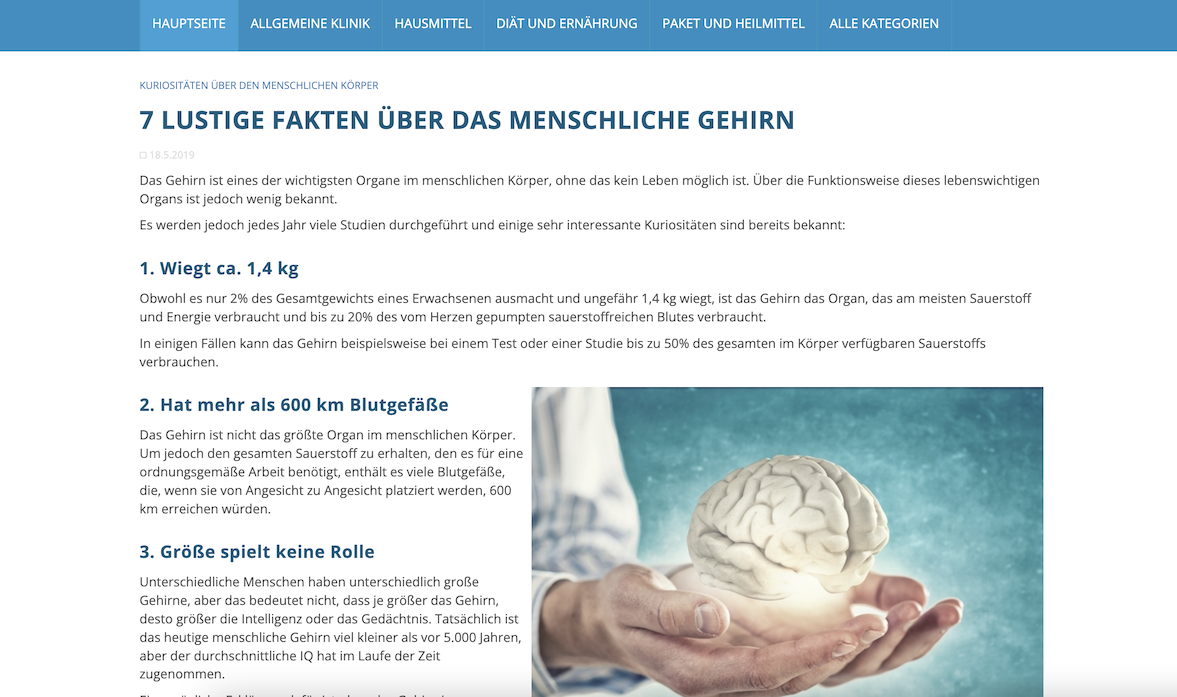 HAUPTSEITE ALLGEMEINE KLINIK HAUSMITTEL DIÄT UND ERNÄHRUNG PAKET UND HEILMITTEL ALLE KATEGORIEN
KURIOSITÄTEN ÜBER DEN MENSCHLICHEN KÖRPER
7 LUSTIGE FAKTEN ÜBER DAS MENSCHLICHE GEHIRN
18.5.2019
Das Gehirn ist eines der wichtigsten Organe im menschlichen Körper, ohne das kein Leben möglich ist. Über die Funktionsweise dieses lebenswichtigen
Organs ist jedoch wenig bekannt.
Es werden jedoch jedes Jahr viele Studien durchgeführt und einige sehr interessante Kuriositäten sind bereits bekannt:
1. Wiegt ca. 1,4 kg
Obwohl es nur 2% des Gesamtgewichts eines Erwachsenen ausmacht und ungefähr 1,4 kg wiegt, ist das Gehirn das Organ, das am meisten Sauerstoff
und Energie verbraucht und bis zu 20% des vom Herzen gepumpten sauerstoffreichen Blutes verbraucht.
In einigen Fällen kann das Gehirn beispielsweise bei einem Test oder einer Studie bis zu 50% des gesamten im Körper verfügbaren Sauerstoffs
verbrauchen.
2. Hat mehr als 600 km Blutgefäße
Das Gehirn ist nicht das größte Organ im menschlichen Körper.
Um jedoch den gesamten Sauerstoff zu erhalten, den es für eine
ordnungsgemäße Arbeit benötigt, enthält es viele Blutgefäße,
die, wenn sie von Angesicht zu Angesicht platziert werden, 600
km erreichen würden.
3. Größe spielt keine Rolle
Unterschiedliche Menschen haben unterschiedlich große
Gehirne, aber das bedeutet nicht, dass je größer das Gehirn,
desto größer die Intelligenz oder das Gedächtnis. Tatsächlich ist
das heutige menschliche Gehirn viel kleiner als vor 5.000 Jahren,
aber der durchschnittliche IQ hat im Laufe der Zeit
zugenommen.